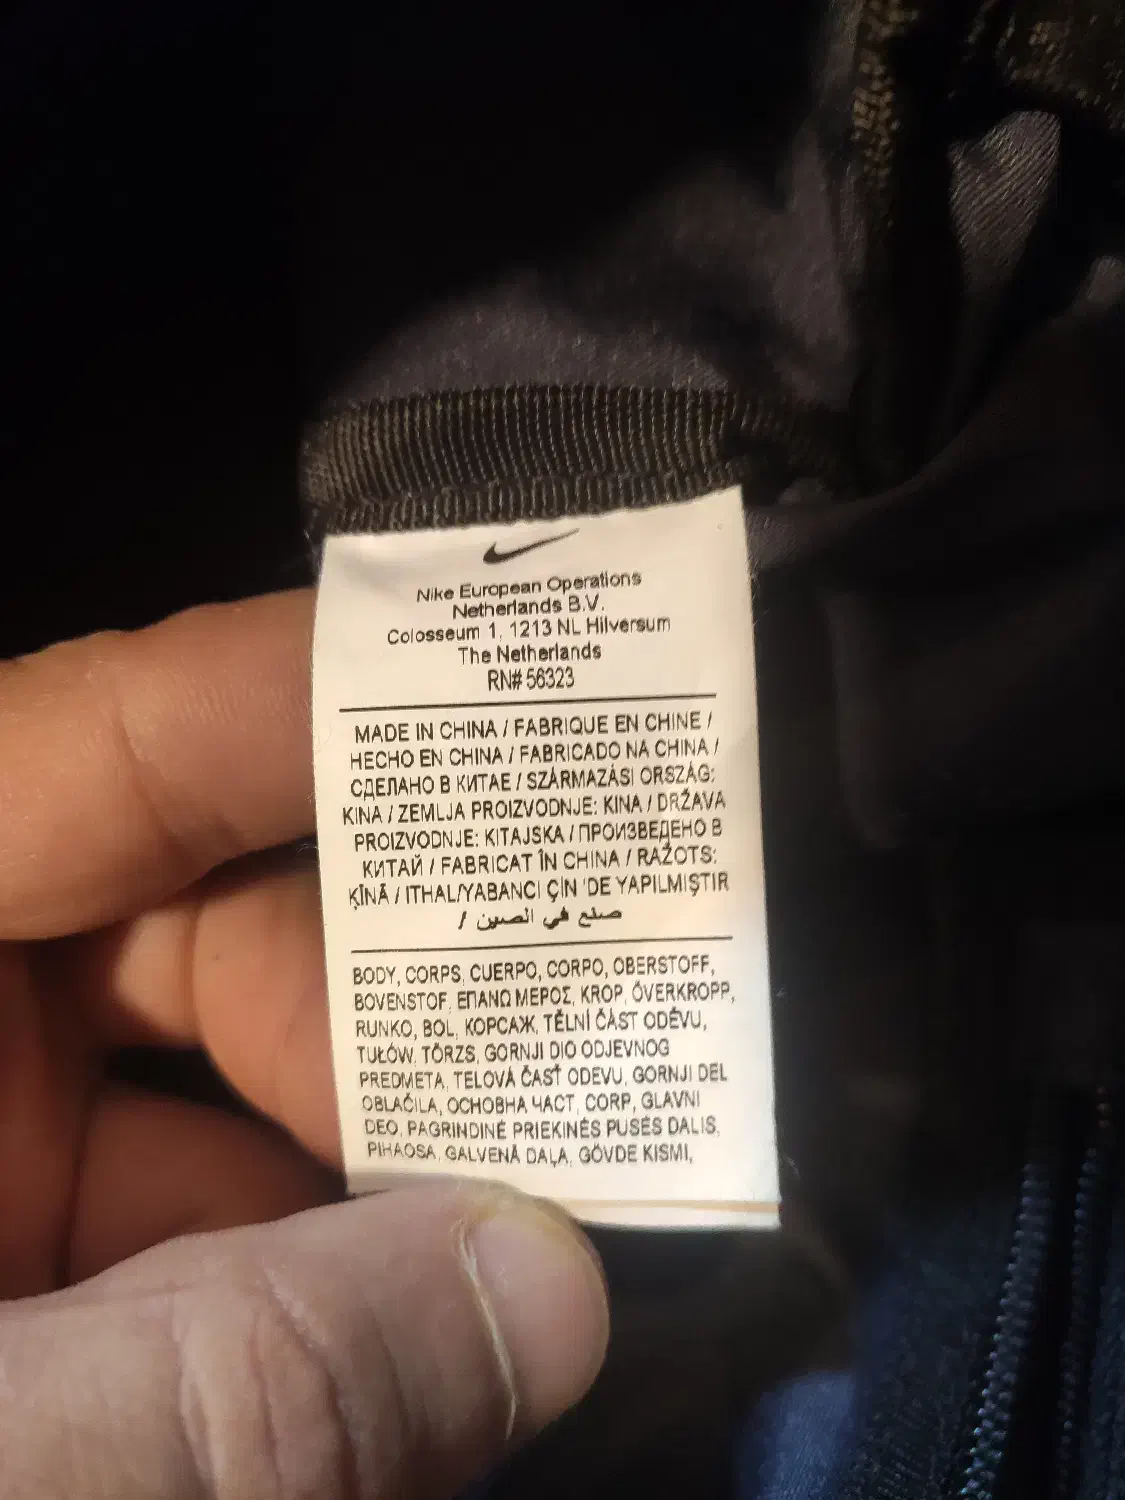 Nike European Operations
Netherlands B.V.
Colosseum 1, 1213 NL Hilversum
The Netherlands
RN# 56323
MADE IN CHINA / FABRIQUE EN CHINE /
HECHO EN CHINA / FABRICADO NA CHINA /
СДЕЛАНО В КИТАЕ / SZÁRMAZÁSI ORSZÁG:
KINA / ZEMLJA PROIZVODNJE: KINA / DRŽAVA
PROIZVODNJE: KITAJSKA / ПРОИЗВЕДЕНО В
КИТАЙ / FABRICAT ÎN CHINA / RAŽOTS:
ĶĪNĀ / ITHAL/YABANCI ÇİN 'DE YAPILMIŞTIR
/ صنع في الصين
BODY, CORPS, CUERPO, CORPO, OBERSTOFF,
BOVENSTOF, ΕΠΑΝΩ ΜΕΡΟΣ, KROP, ÖVERKROPP,
RUNKO, BOL, КОРСАЖ, TĚLNÍ ČÁST ODĚVU,
TUŁÓW, TÖRZS, GORNJI DIO ODJEVNOG
PREDMETA, TELOVÁ ČASŤ ODEVU, GORNJI DEL
OBLAČILA, ОСНОВНА ЧАСТ, CORP, GLAVNI
DEO, PAGRINDINĖ PRIEKINĖS PUSĖS DALIS,
PIHAOSA, GALVENĀ DAĻA, GÖVDE KISMI,